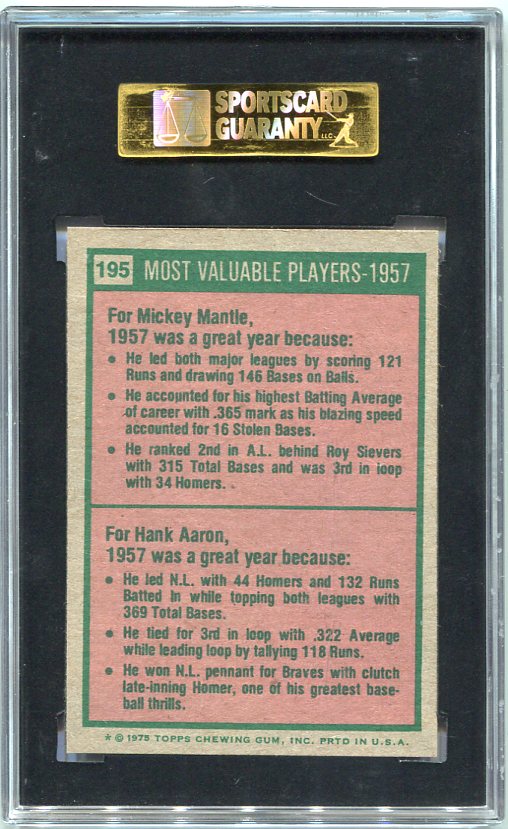 SPORTSCARD
GUARANTY LLC
195 MOST VALUABLE PLAYERS-1957
For Mickey Mantle,
1957 was a great year because:
• He led both major leagues by scoring 121
Runs and drawing 146 Bases on Balls.
• He accounted for his highest Batting Average
of career with .365 mark as his blazing speed
accounted for 16 Stolen Bases.
• He ranked 2nd in A.L. behind Roy Sievers
with 315 Total Bases and was 3rd in loop
with 34 Homers.
For Hank Aaron,
1957 was a great year because:
• He led N.L. with 44 Homers and 132 Runs
Batted In while topping both leagues with
369 Total Bases.
• He tied for 3rd in loop with .322 Average
while leading loop by tallying 118 Runs.
• He won N.L. pennant for Braves with clutch
late-inning Homer, one of his greatest base-
ball thrills.
* © 1975 TOPPS CHEWING GUM, INC. PRTD IN U.S.A.